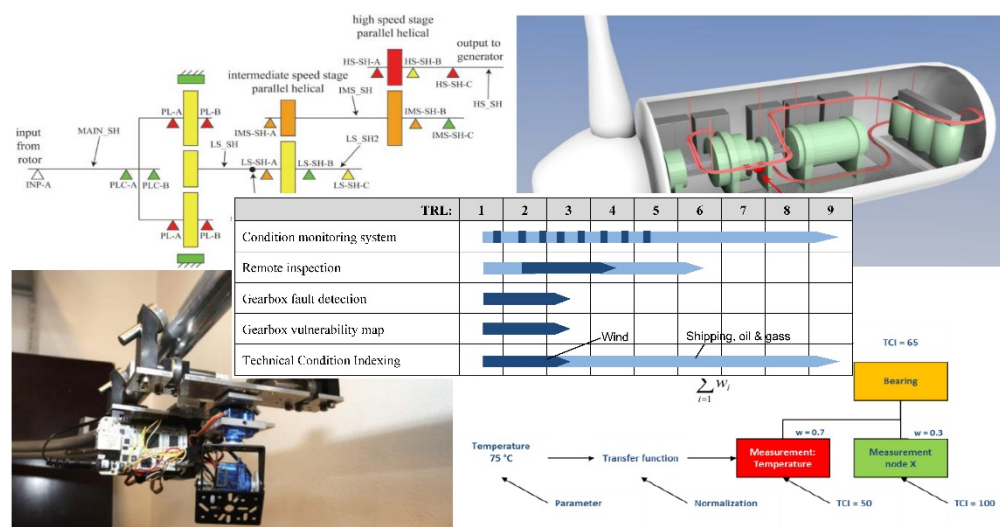 high speed stage
parallel helical
output to
generator
HS-SH-A
HS-SH-B
HS-SH-C
HS_SH
intermediate speed stage
parallel helical
IMS_SH
IMS-SH-A
IMS-SH-B
IMS-SH-C
PL-A
PL-B
MAIN_SH
LS_SH
LS_SH2
input
from
rotor
INP-A
PLC-A
PLC-B
LS-SH-A
LS-SH-B
LS-SH-C
PL-A
PL-B
TRL: 1 2 3 4 5 6 7 8 9
Condition monitoring system
Remote inspection
Gearbox fault detection
Gearbox vulnerability map
Technical Condition Indexing
Wind
Shipping, oil & gass
∑ wi
i=1
TCI = 65
Bearing
w = 0.7
w = 0.3
Temperature
75 °C
Transfer function
Measurement:
Temperature
Measurement
node X
Parameter
Normalization
TCI = 50
TCI = 100